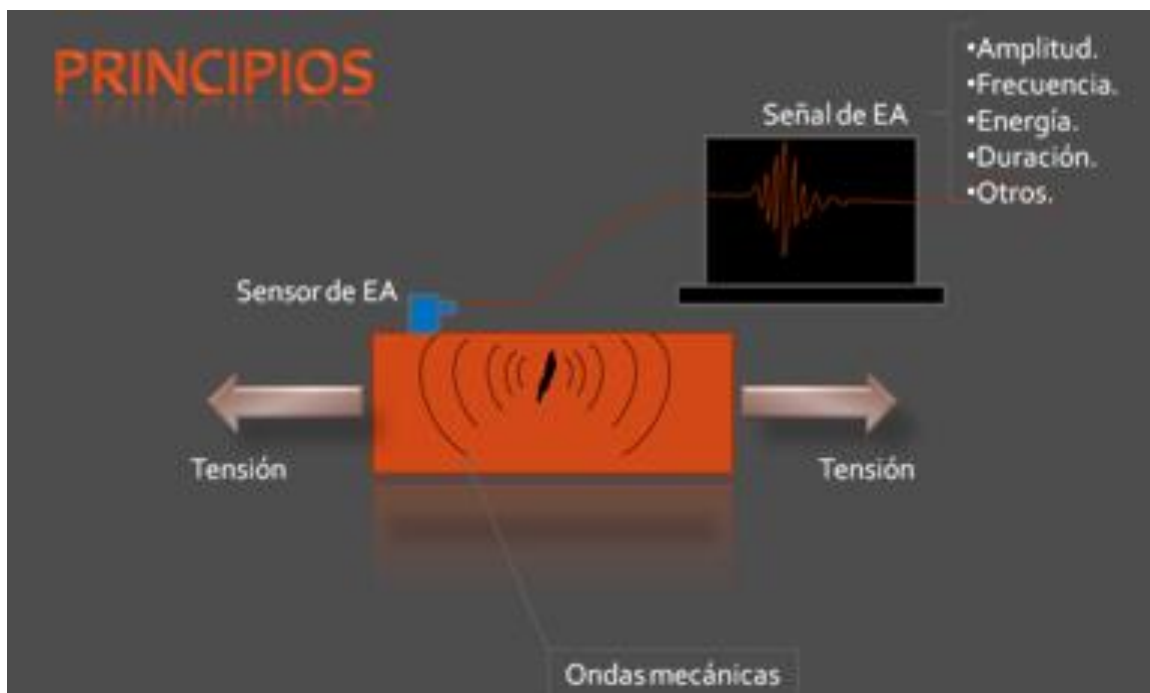 PRINCIPIOS
Señal de EA
•Amplitud.
•Frecuencia.
•Energía.
•Duración.
•Otros.
Sensor de EA
Tensión
Tensión
Ondas mecánicas